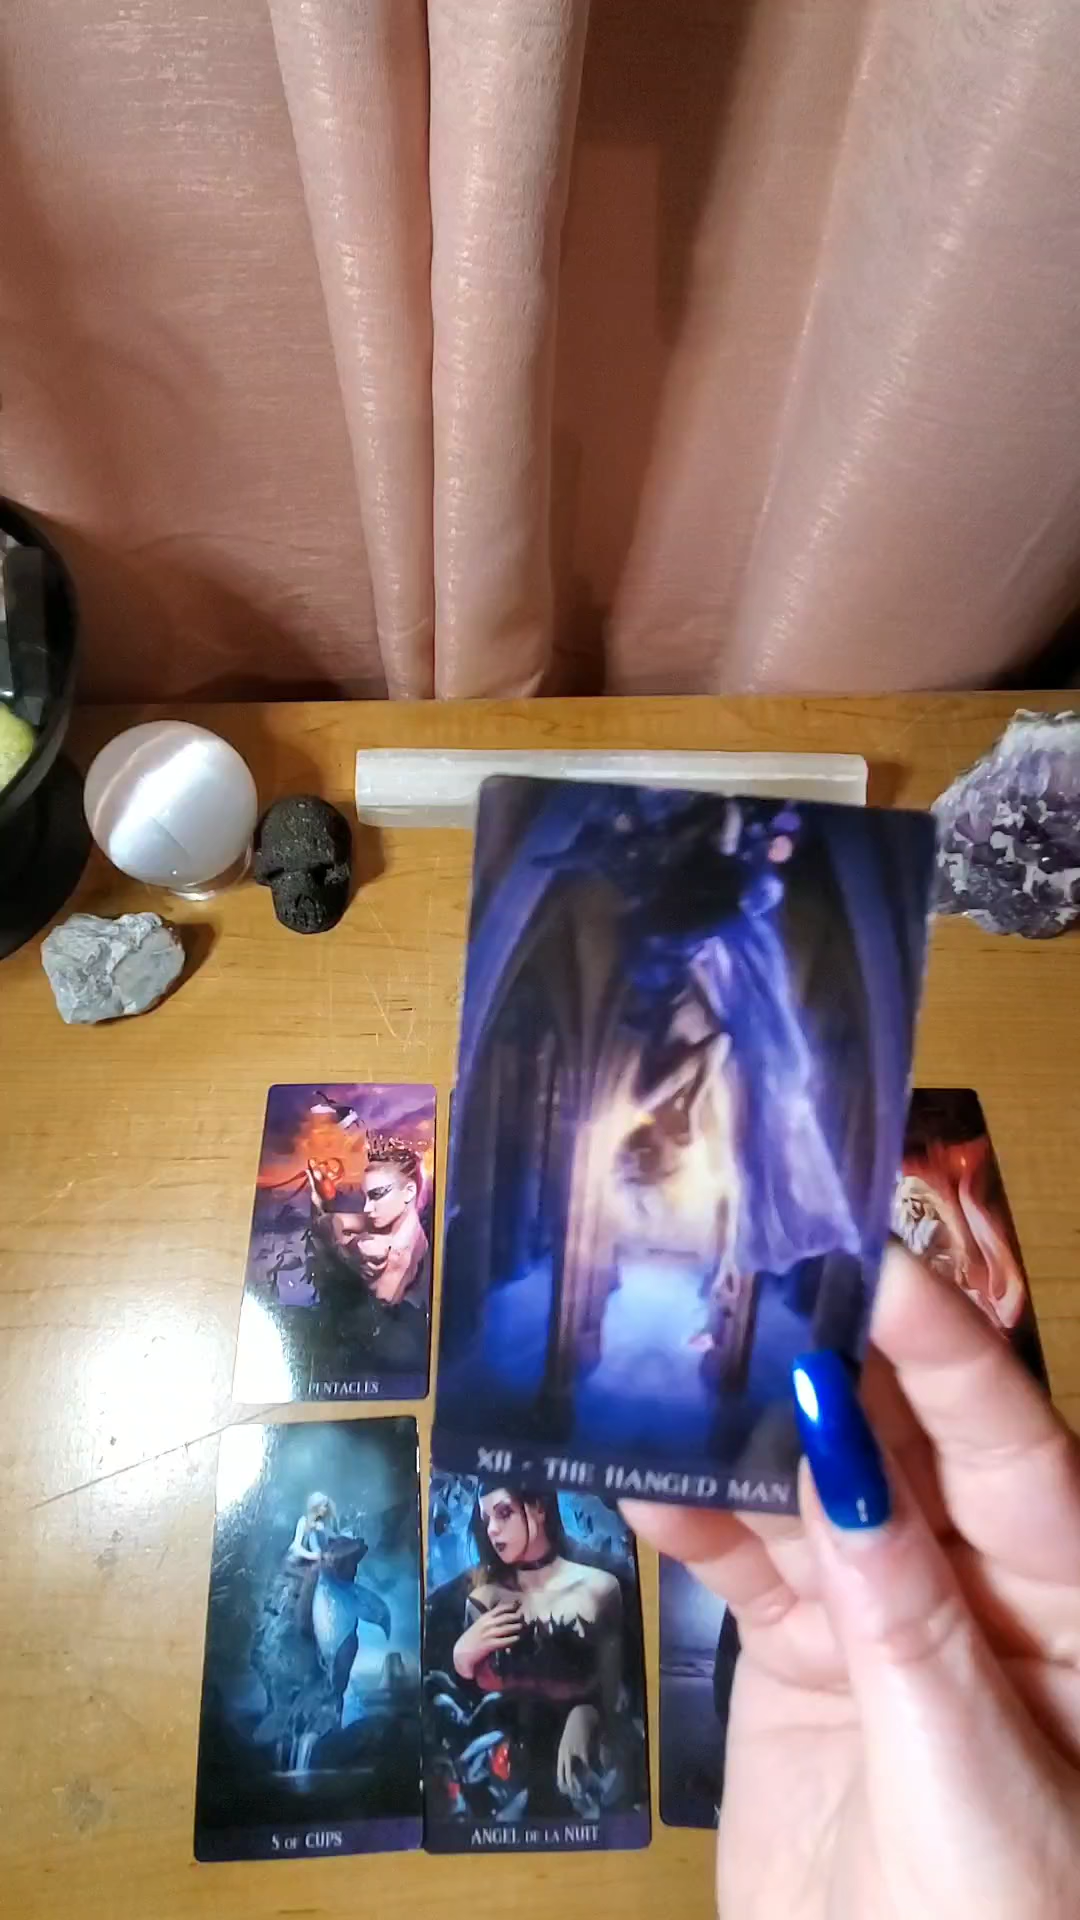 PENTACLES
XII - THE HANGED MAN
5 OF CUPS
ANGEL DE LA NUIT